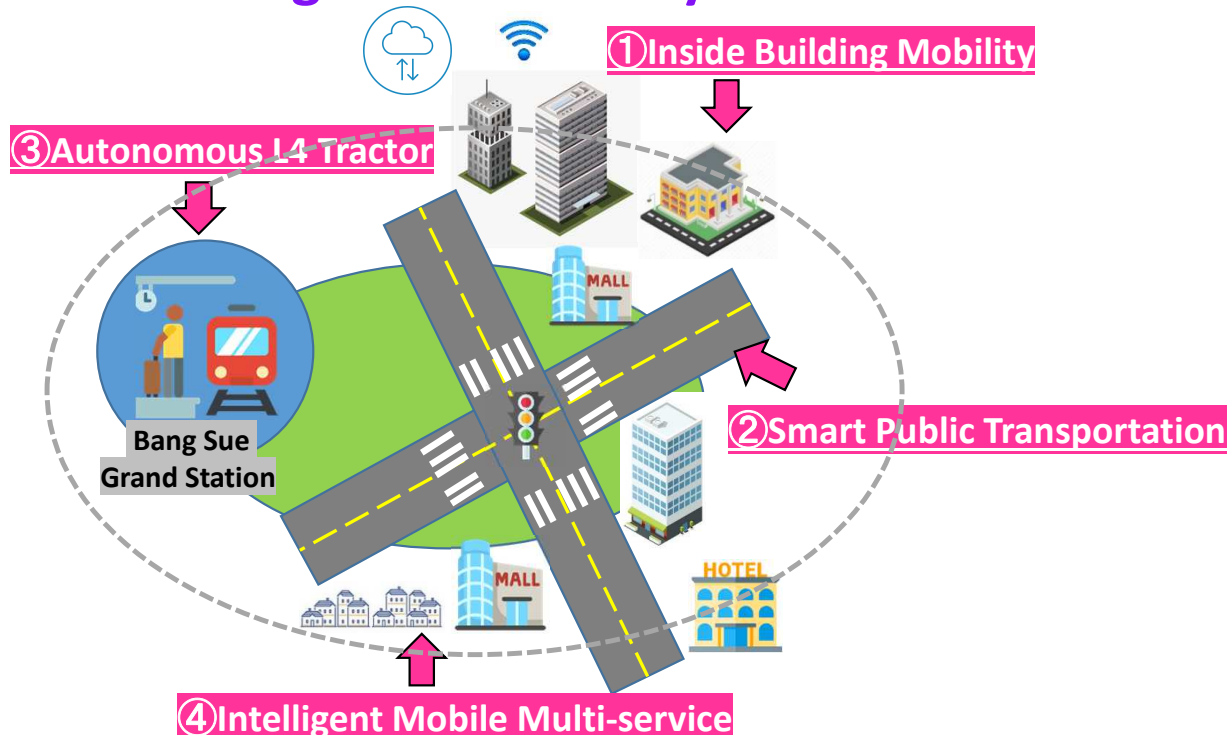 ①Inside Building Mobility
③Autonomous L4 Tractor
MALL
Bang Sue
Grand Station
②Smart Public Transportation
MALL
HOTEL
④Intelligent Mobile Multi-service